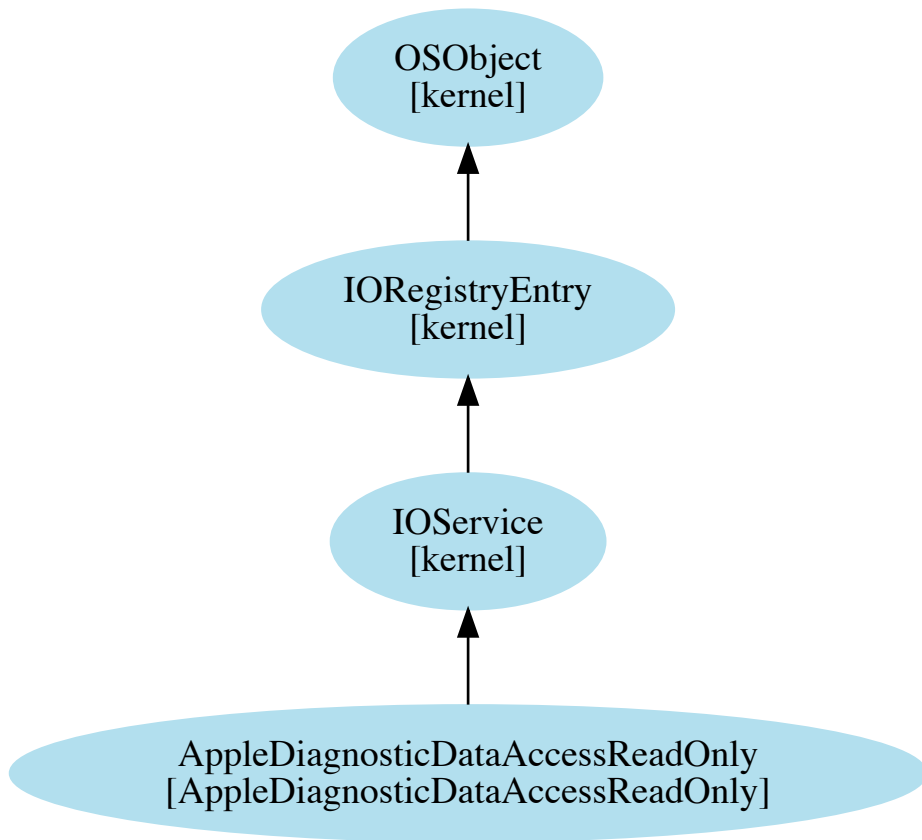 OSObject
[kernel]
IORegistryEntry
[kernel]
IOService
[kernel]
AppleDiagnosticDataAccessReadOnly
[AppleDiagnosticDataAccessReadOnly]